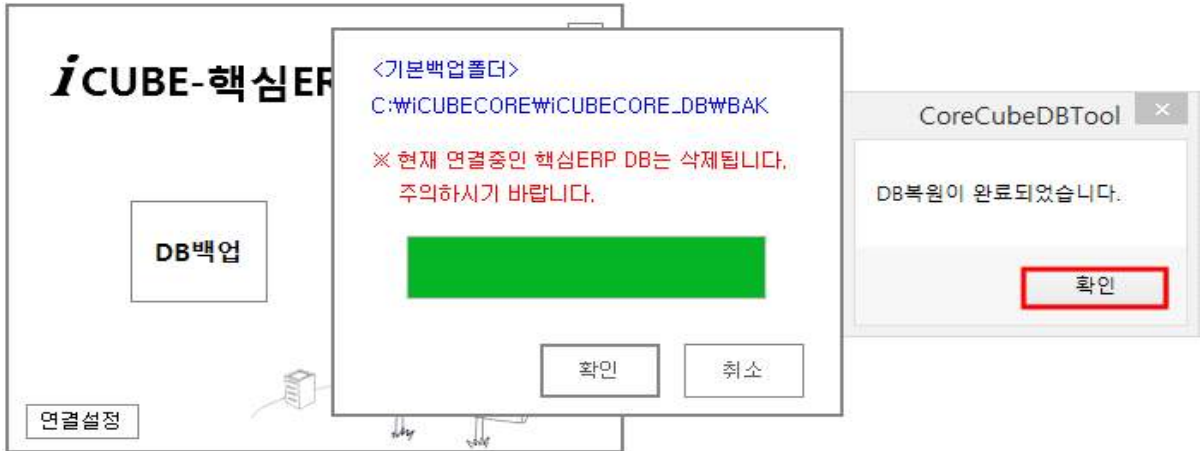 iCUBE-핵심ER
DB백업
연결설정
<기본백업폴더>
C:₩iCUBECORE₩iCUBECORE_DB₩BAK
※ 현재 연결중인 핵심ERP DB는 삭제됩니다.
주의하시기 바랍니다.
확인
취소
CoreCubeDBTool
DB복원이 완료되었습니다.
확인